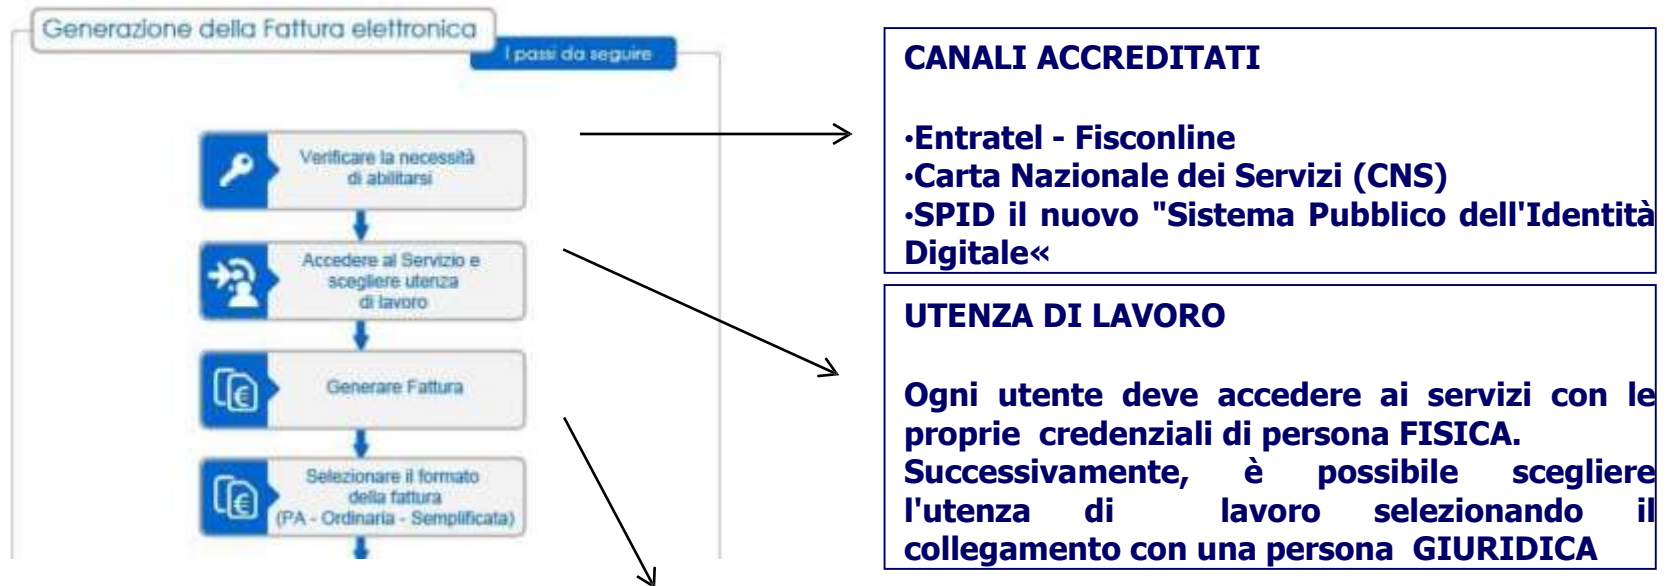 Generazione della Fattura elettronica
I passi da seguire
Verificare la necessità
di abilitarsi
Accedere al Servizio e
scegliere utenza
di lavoro
Generare Fattura
Selezionare il formato
della fattura
(PA - Ordinaria - Semplificata)
CANALI ACCREDITATI
•Entratel - Fisconline
•Carta Nazionale dei Servizi (CNS)
•SPID il nuovo "Sistema Pubblico dell'Identità
Digitale«
UTENZA DI LAVORO
Ogni utente deve accedere ai servizi con le
proprie credenziali di persona FISICA.
Successivamente, è possibile scegliere
l'utenza di lavoro selezionando il
collegamento con una persona GIURIDICA